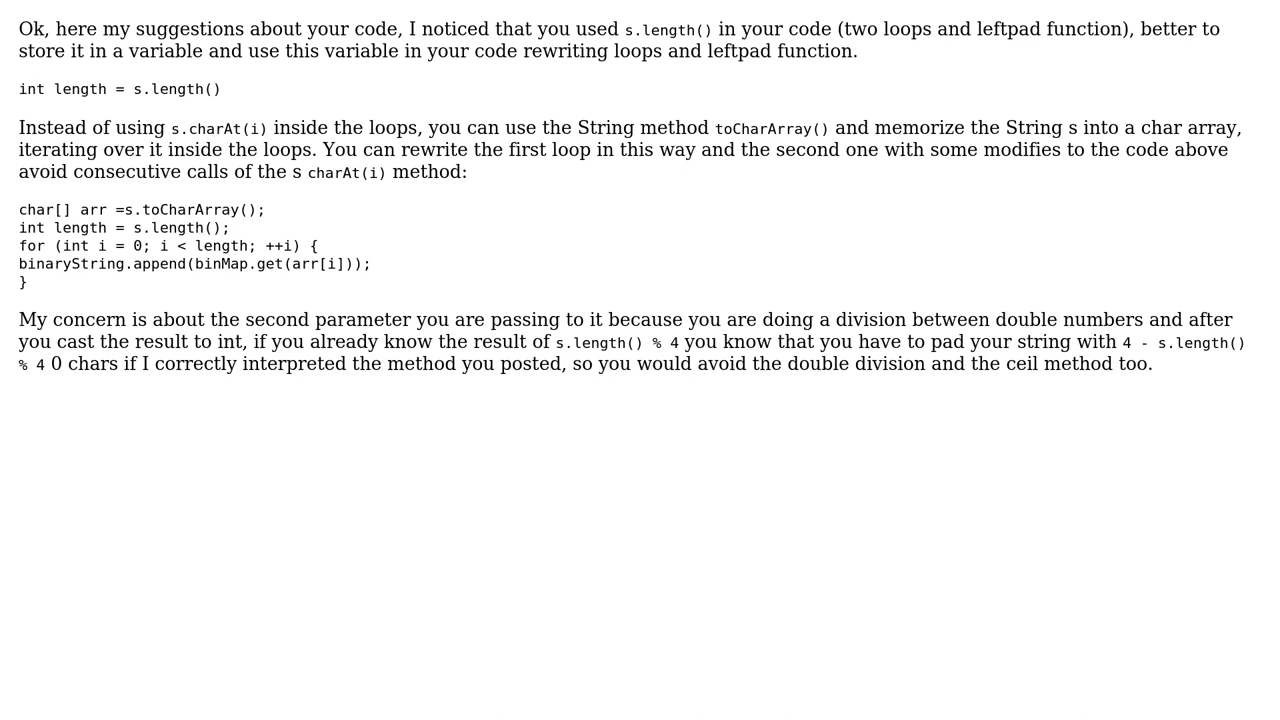 Ok, here my suggestions about your code, I noticed that you used s.length() in your code (two loops and leftpad function), better to
store it in a variable and use this variable in your code rewriting loops and leftpad function.
int length = s.length()
Instead of using s.charAt(i) inside the loops, you can use the String method toCharArray() and memorize the String s into a char array,
iterating over it inside the loops. You can rewrite the first loop in this way and the second one with some modifies to the code above
avoid consecutive calls of the s charAt(i) method:
char[] arr =s.toCharArray();
int length = s.length();
for (int i = 0; i < length; ++i) {
binaryString.append(binMap.get(arr[i]));
}
My concern is about the second parameter you are passing to it because you are doing a division between double numbers and after
you cast the result to int, if you already know the result of s.length() % 4 you know that you have to pad your string with 4 - s.length()
% 4 0 chars if I correctly interpreted the method you posted, so you would avoid the double division and the ceil method too.